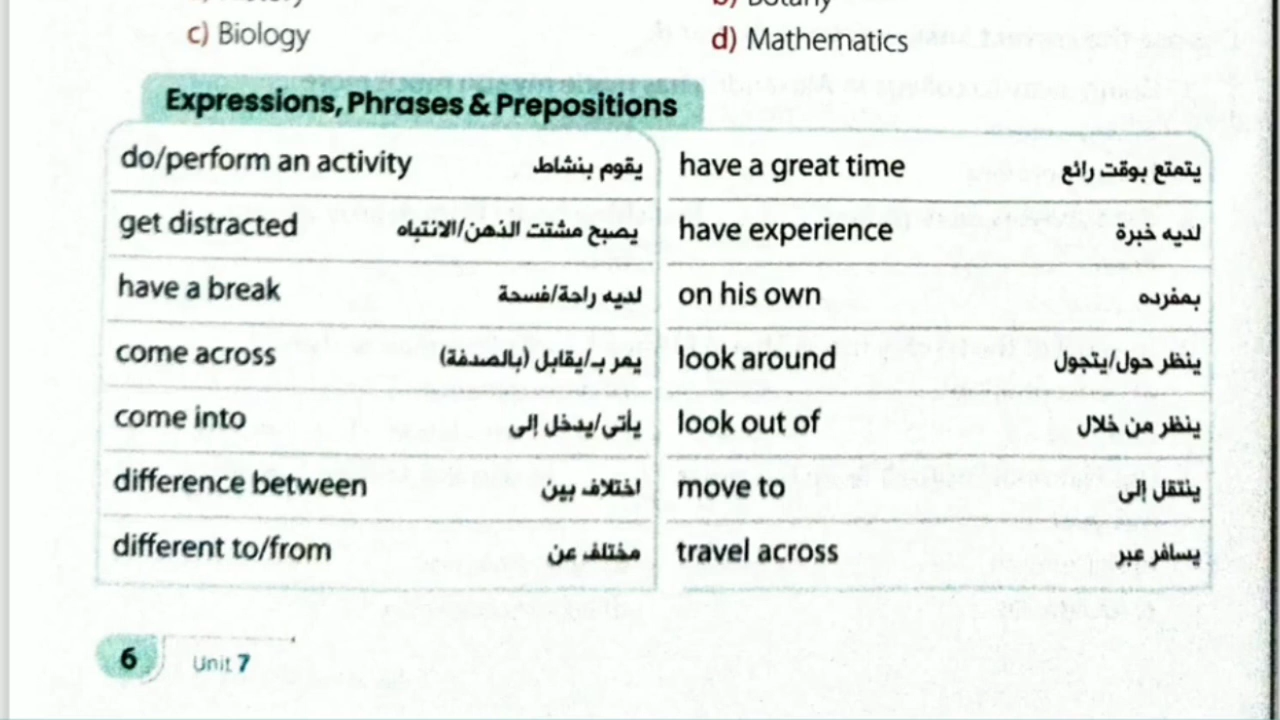 c) Biology
b) Botany
d) Mathematics
Expressions, Phrases & Prepositions
do/perform an activity يقوم بنشاط
have a great time يتمتع بوقت رائع
get distracted يصبح مشتت الذهن/الانتباه
have experience لديه خبرة
have a break لديه راحة/فسحة
on his own بمفرده
come across يمر بـ/يقابل (بالصدفة)
look around ينظر حول/يتجول
come into يأتى/يدخل إلى
look out of ينظر من خلال
difference between اختلاف بين
move to ينتقل إلى
different to/from مختلف عن
travel across يسافر عبر
6 Unit 7